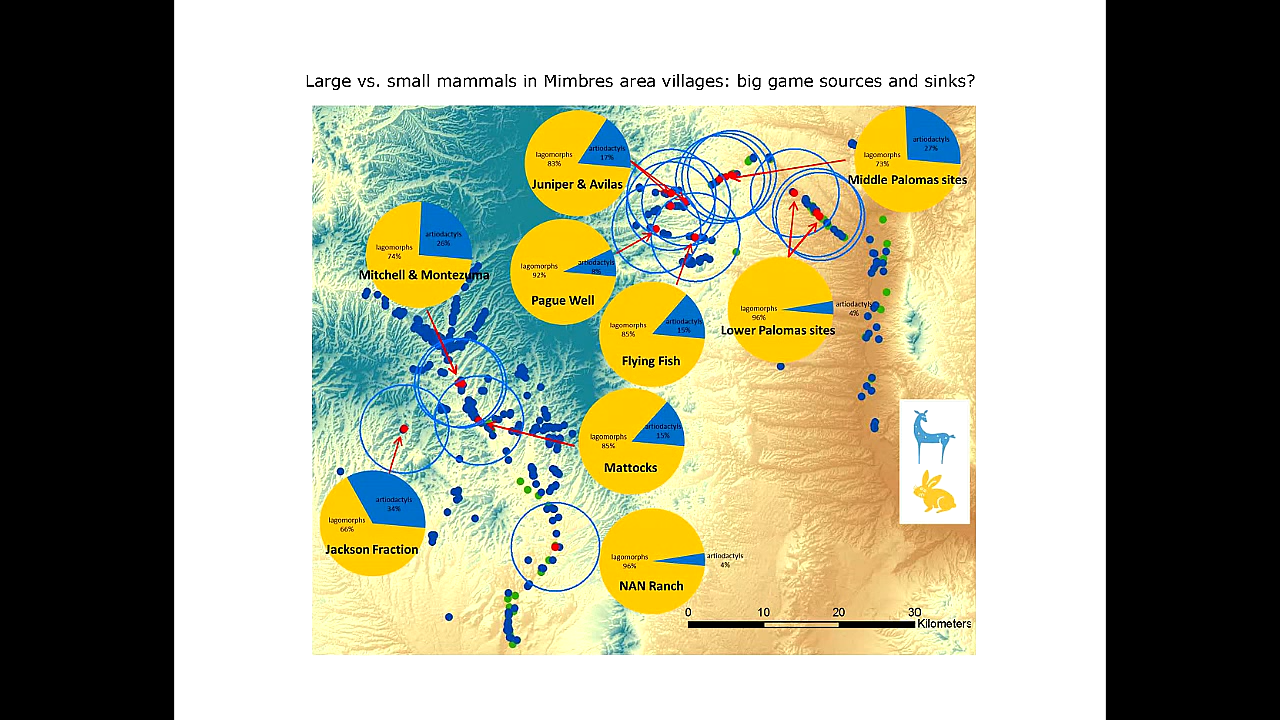 Large vs. small mammals in Mimbres area villages: big game sources and sinks?
lagomorphs
83%
artiodactyls
17%
Juniper & Avilas
lagomorphs
73%
artiodactyls
27%
Middle Palomas sites
lagomorphs
74%
artiodactyls
26%
Mitchell & Montezuma
lagomorphs
92%
artiodactyls
8%
Pague Well
lagomorphs
85%
artiodactyls
15%
Flying Fish
lagomorphs
96%
artiodactyls
4%
Lower Palomas sites
lagomorphs
85%
artiodactyls
15%
Mattocks
lagomorphs
66%
artiodactyls
34%
Jackson Fraction
lagomorphs
96%
artiodactyls
4%
NAN Ranch
0 10 20 30
Kilometers